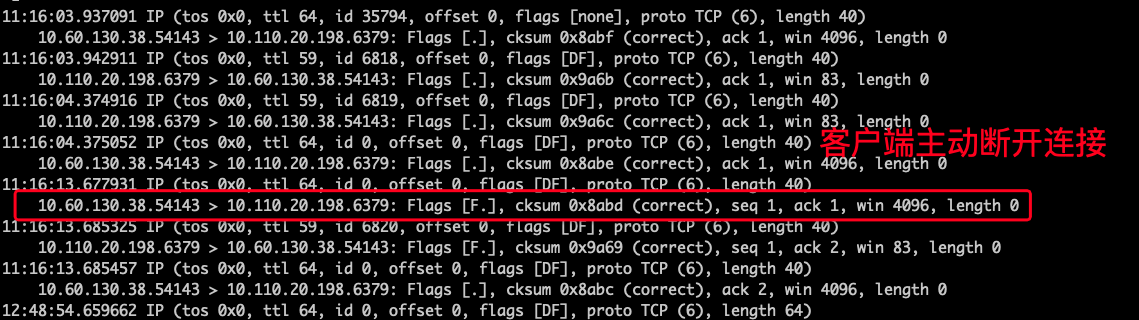 11:16:03.937091 IP (tos 0x0, ttl 64, id 35794, offset 0, flags [none], proto TCP (6), length 40)
10.60.130.38.54143 > 10.110.20.198.6379: Flags [.], cksum 0x8abf (correct), ack 1, win 4096, length 0
11:16:03.942911 IP (tos 0x0, ttl 59, id 6818, offset 0, flags [DF], proto TCP (6), length 40)
10.110.20.198.6379 > 10.60.130.38.54143: Flags [.], cksum 0x9a6b (correct), ack 1, win 83, length 0
11:16:04.374916 IP (tos 0x0, ttl 59, id 6819, offset 0, flags [DF], proto TCP (6), length 40)
10.110.20.198.6379 > 10.60.130.38.54143: Flags [.], cksum 0x9a6c (correct), ack 1, win 83, length 0
11:16:04.375052 IP (tos 0x0, ttl 64, id 0, offset 0, flags [DF], proto TCP (6), length 40)
客户端主动断开连接
10.60.130.38.54143 > 10.110.20.198.6379: Flags [.], cksum 0x8abe (correct), ack 1, win 4096, length 0
11:16:13.677931 IP (tos 0x0, ttl 64, id 0, offset 0, flags [DF], proto TCP (6), length 40)
10.60.130.38.54143 > 10.110.20.198.6379: Flags [F.], cksum 0x8abd (correct), seq 1, ack 1, win 4096, length 0
11:16:13.685325 IP (tos 0x0, ttl 59, id 6820, offset 0, flags [DF], proto TCP (6), length 40)
10.110.20.198.6379 > 10.60.130.38.54143: Flags [F.], cksum 0x9a69 (correct), seq 1, ack 2, win 83, length 0
11:16:13.685457 IP (tos 0x0, ttl 64, id 0, offset 0, flags [DF], proto TCP (6), length 40)
10.60.130.38.54143 > 10.110.20.198.6379: Flags [.], cksum 0x8abc (correct), ack 2, win 4096, length 0
12:48:54.659662 IP (tos 0x0, ttl 64, id 0, offset 0, flags [DF], proto TCP (6), length 64)